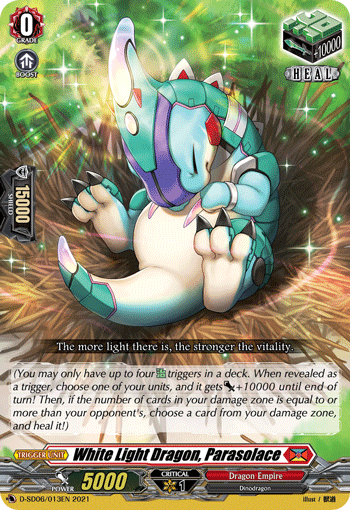 0
GRADE
BOOST
+10000
HEAL
15000
SHIELD
The more light there is, the stronger the vitality.
(You may only have up to four 治 triggers in a deck. When revealed as
a trigger, choose one of your units, and it gets +10000 until end of
turn! Then, if the number of cards in your damage zone is equal to or
more than your opponent's, choose a card from your damage zone,
and heal it!)
TRIGGER UNIT
White Light Dragon, Parasolace
POWER
5000
CRITICAL
1
Dragon Empire
Dinodragon
D-SD06/013EN 2021
illust / 獣道